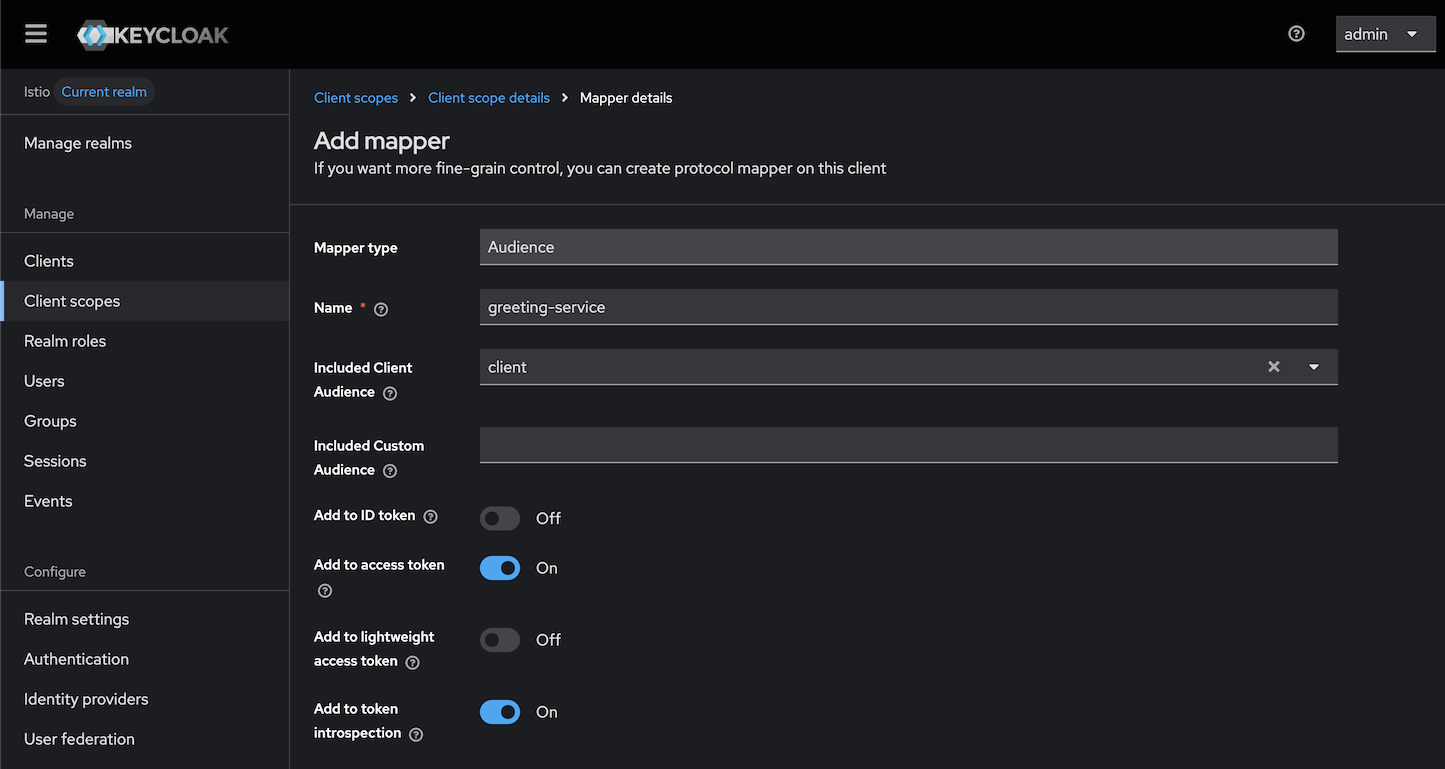 KEYCLOAK
admin
Istio Current realm
Manage realms
Manage
Clients
Client scopes
Realm roles
Users
Groups
Sessions
Events
Configure
Realm settings
Authentication
Identity providers
User federation
Client scopes > Client scope details > Mapper details
Add mapper
If you want more fine-grain control, you can create protocol mapper on this client
Mapper type
Audience
Name *
greeting-service
Included Client
Audience
client
Included Custom
Audience
Add to ID token
Off
Add to access token
On
Add to lightweight
access token
Off
Add to token
introspection
On